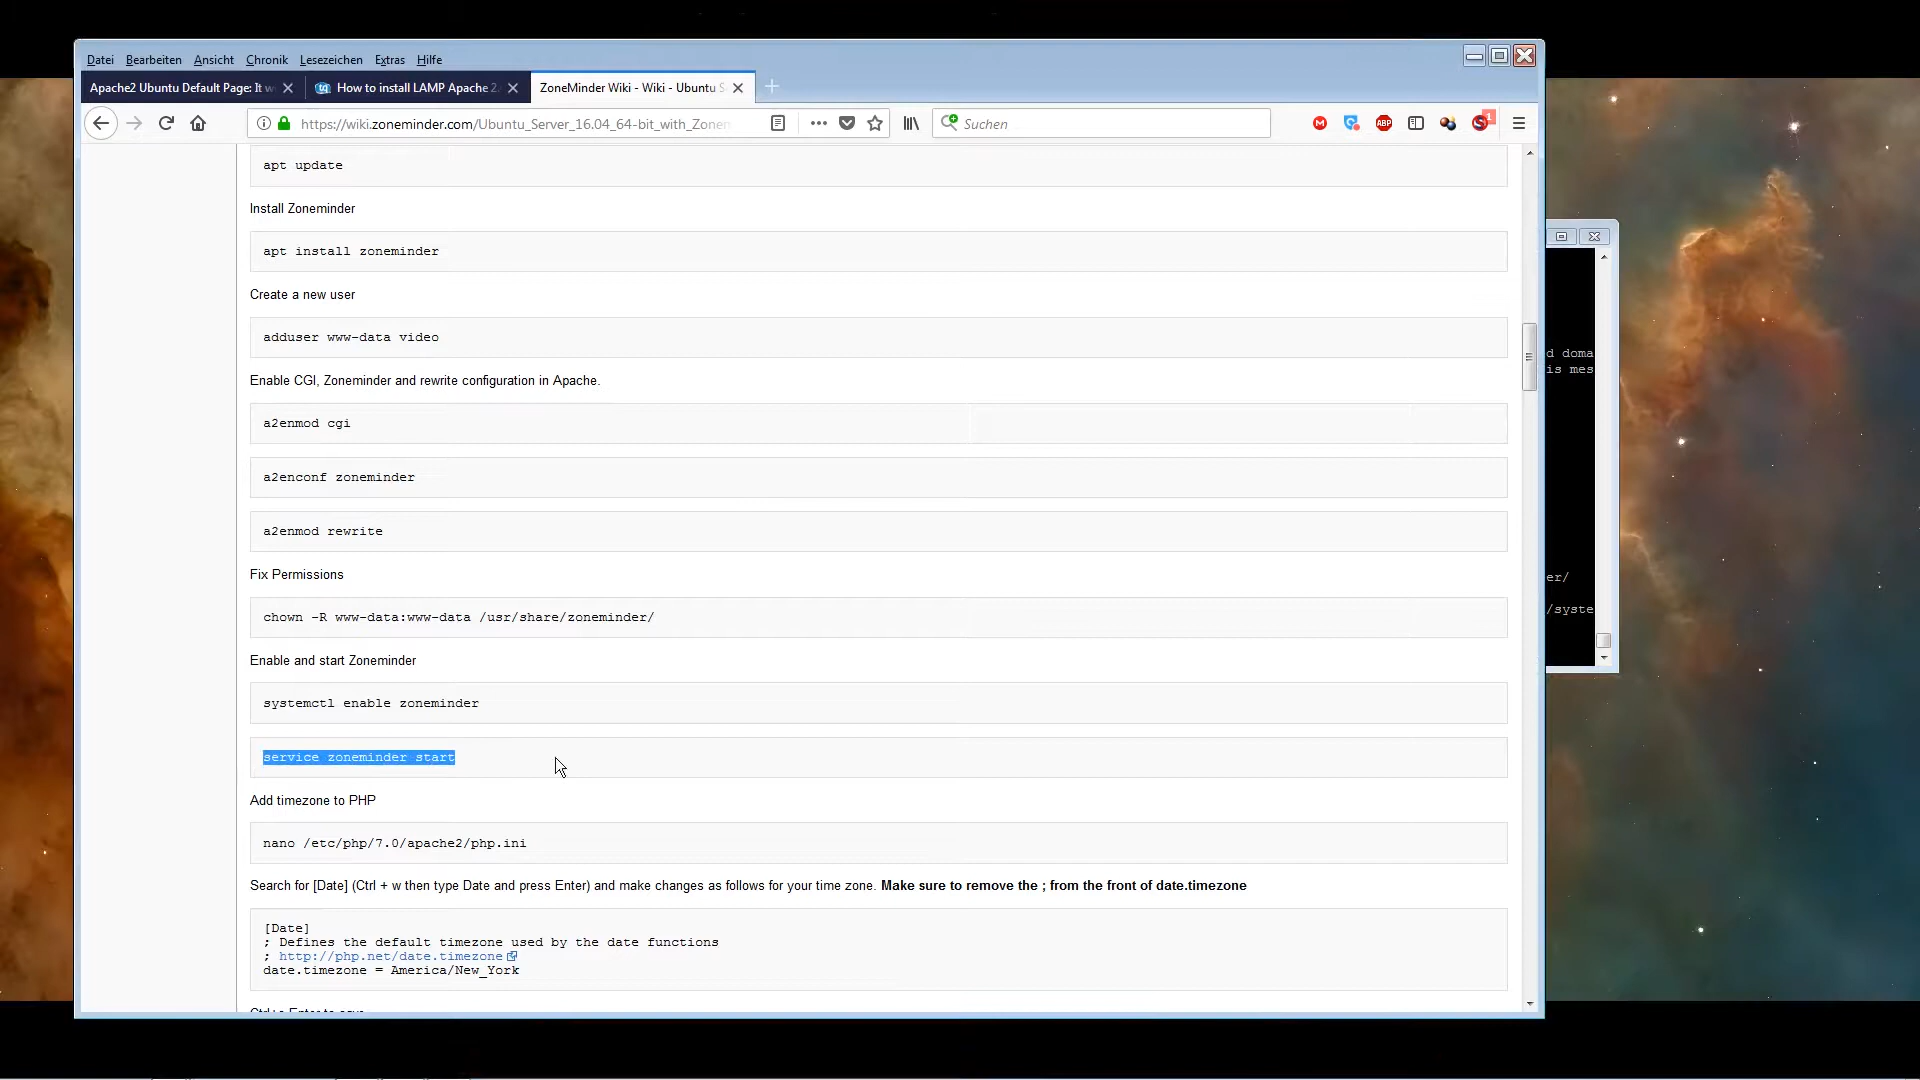 Datei Bearbeiten Ansicht Chronik Lesezeichen Extras Hilfe
Apache2 Ubuntu Default Page: It w
How to install LAMP Apache 2.
ZoneMinder Wiki - Wiki - Ubuntu S
https://wiki.zoneminder.com/Ubuntu_Server_16.04_64-bit_with_Zonem
Suchen
ABP
1
apt update
Install Zoneminder
apt install zoneminder
Create a new user
adduser www-data video
Enable CGI, Zoneminder and rewrite configuration in Apache.
a2enmod cgi
a2enconf zoneminder
a2enmod rewrite
Fix Permissions
chown -R www-data:www-data /usr/share/zoneminder/
Enable and start Zoneminder
systemctl enable zoneminder
service zoneminder start
Add timezone to PHP
nano /etc/php/7.0/apache2/php.ini
Search for [Date] (Ctrl + w then type Date and press Enter) and make changes as follows for your time zone. Make sure to remove the ; from the front of date.timezone
[Date]
; Defines the default timezone used by the date functions
; http://php.net/date.timezone
date.timezone = America/New_York
d doma
is mes
er/
/syste